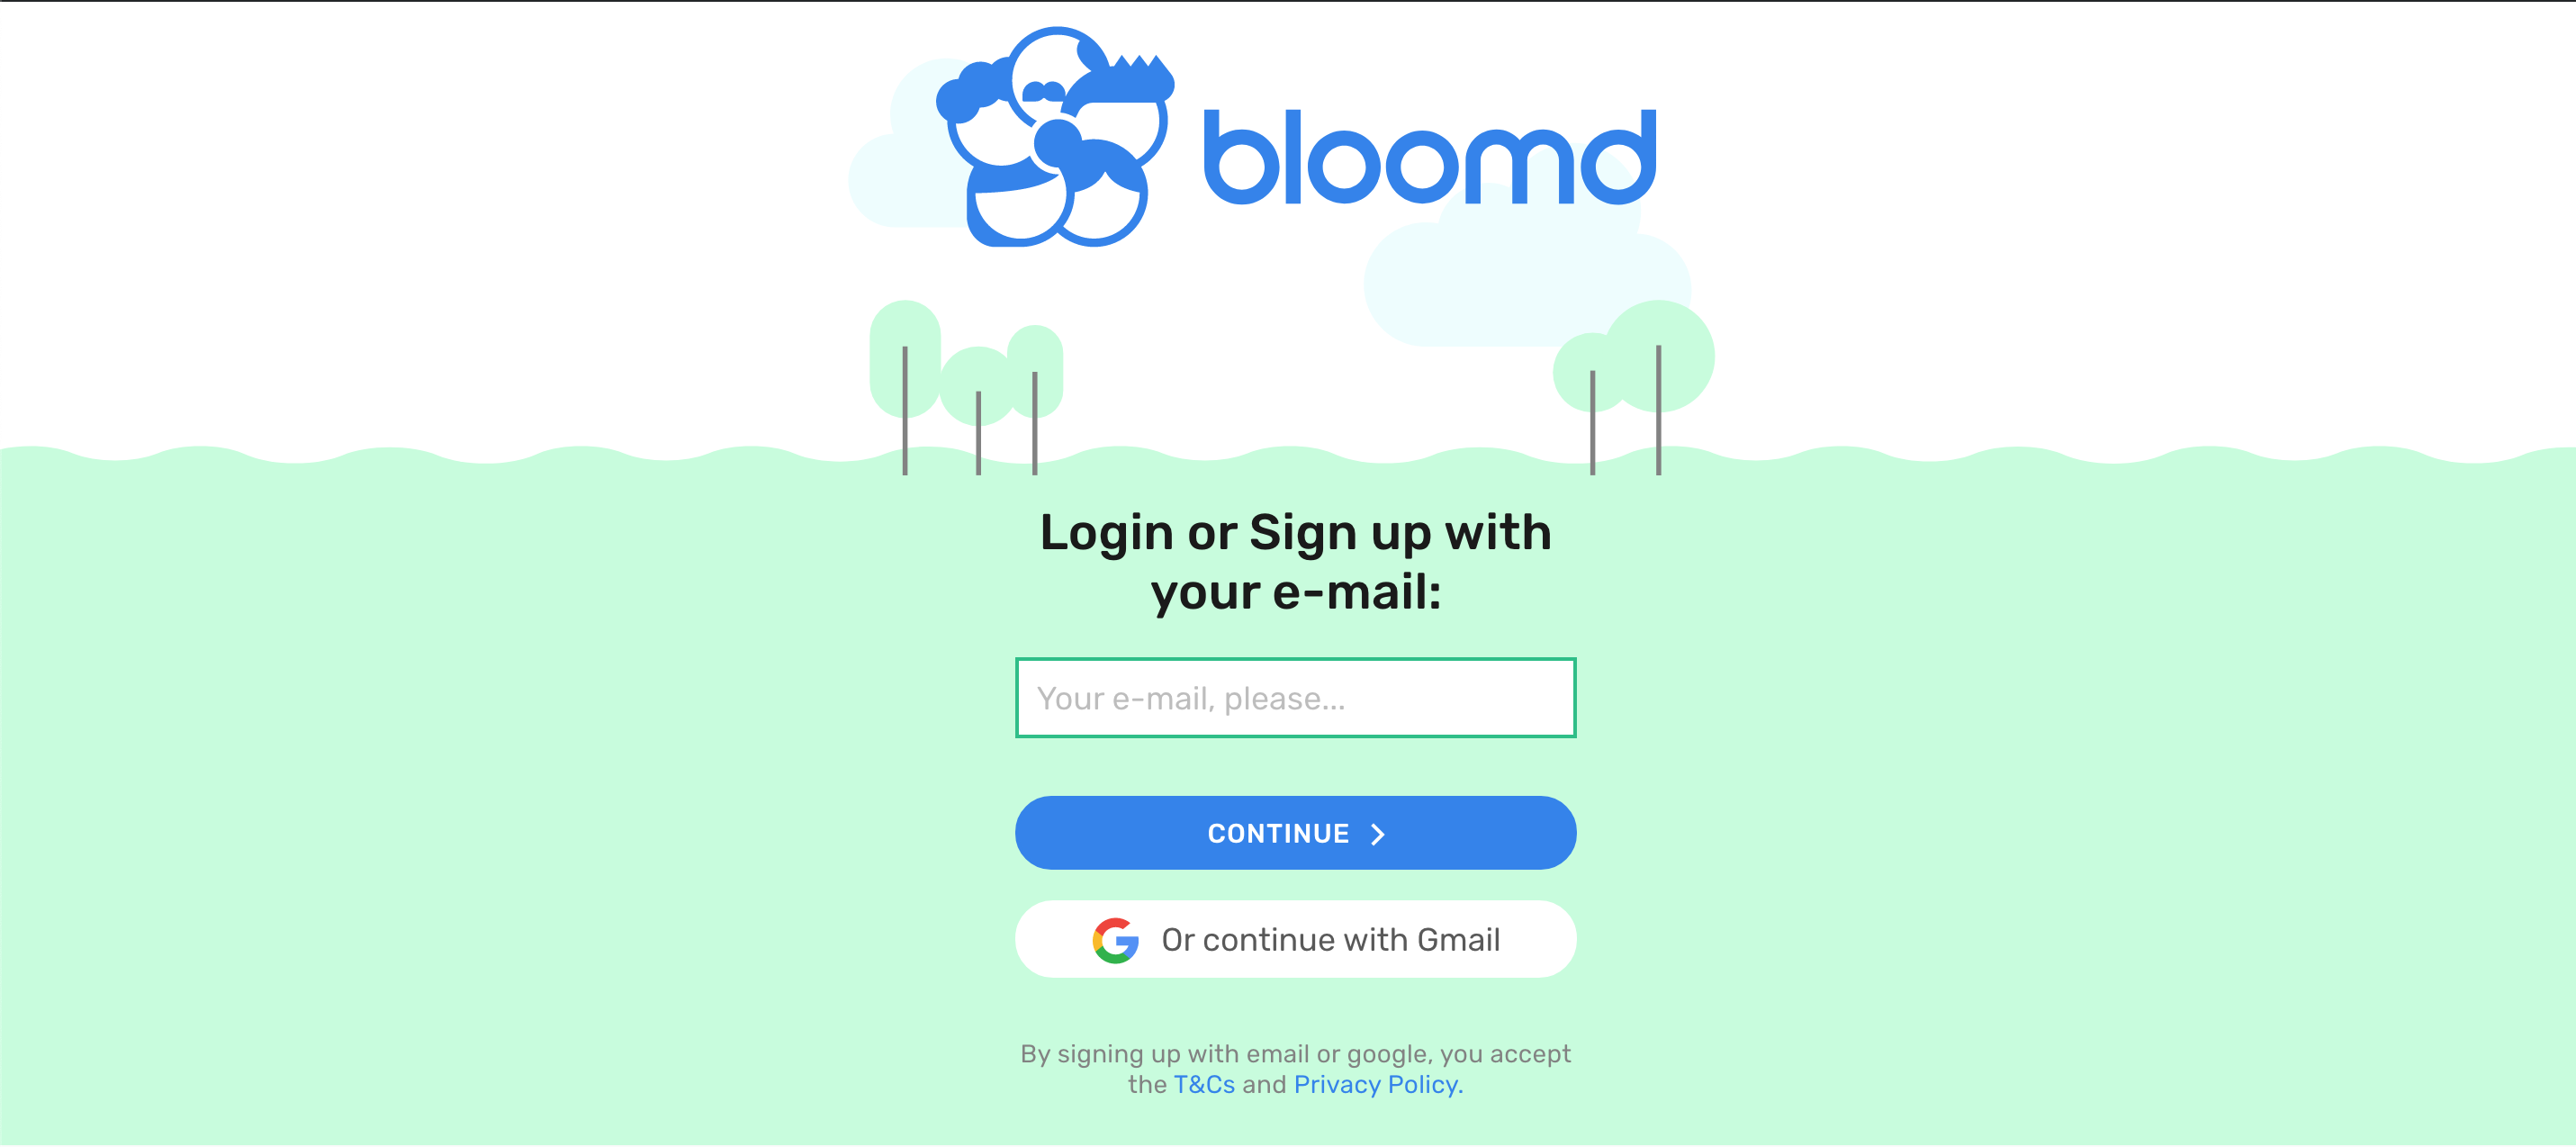 bloomd
Login or Sign up with
your e-mail:
Your e-mail, please...
CONTINUE
Or continue with Gmail
By signing up with email or google, you accept
the T&Cs and Privacy Policy.